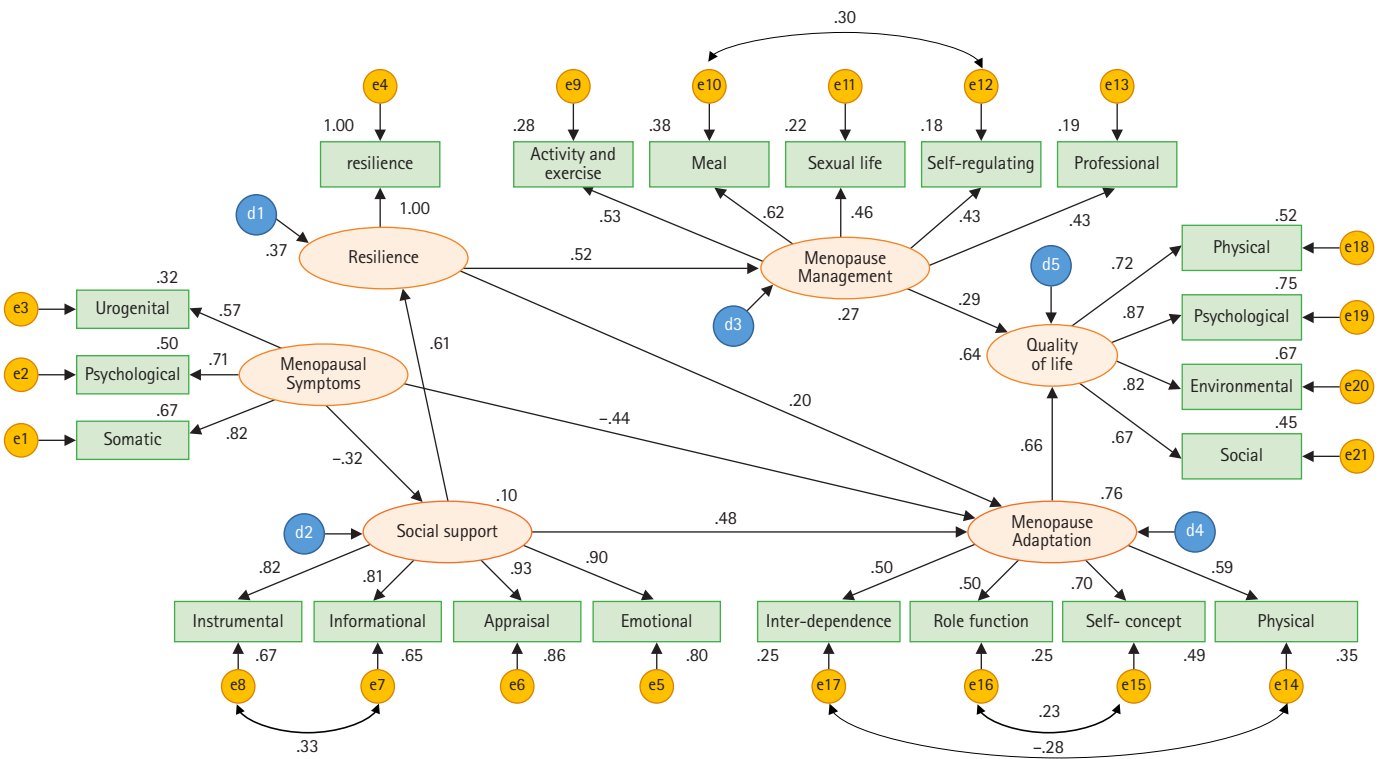 .30
e4
e9
e10
e11
e12
e13
1.00
.28
.38
.22
.18
.19
resilience
Activity and
exercise
Meal
Sexual life
Self-regulating
Professional
d1
1.00
.53
.62
.46
.43
.43
.52
.37
Resilience
.52
Menopause
Management
d5
.72
Physical
e18
.32
e3
Urogenital
.57
d3
.27
.29
.75
.87
Psychological
e19
.61
.64
Quality
of life
.50
e2
Psychological
.71
Menopausal
Symptoms
.67
.82
Environmental
e20
.67
e1
Somatic
.82
–.44
.20
.45
.67
Social
e21
–.32
.66
.10
.76
d2
Social support
.48
Menopause
Adaptation
d4
.82
.81
.93
.90
.50
.50
.70
.59
Instrumental
Informational
Appraisal
Emotional
Inter-dependence
Role function
Self- concept
Physical
.67
.65
.86
.80
.25
.25
.49
.35
e8
e7
e6
e5
e17
e16
e15
e14
.33
.23
–.28